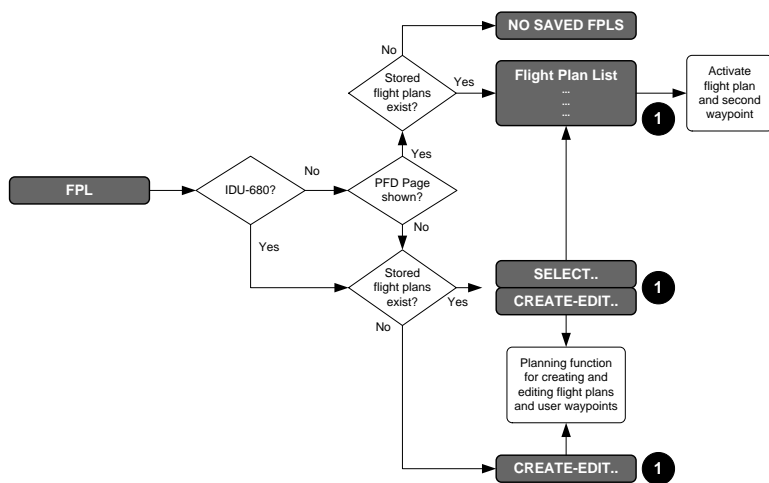 NO SAVED FPLS
No
Stored
flight plans
exist?
Yes
Flight Plan List
...
...
...
1
Activate
flight plan
and second
waypoint
Yes
FPL
IDU-680?
No
PFD Page
shown?
No
Yes
Stored
flight plans
exist?
Yes
No
SELECT..
CREATE-EDIT..
1
Planning function
for creating and
editing flight plans
and user waypoints
CREATE-EDIT..
1